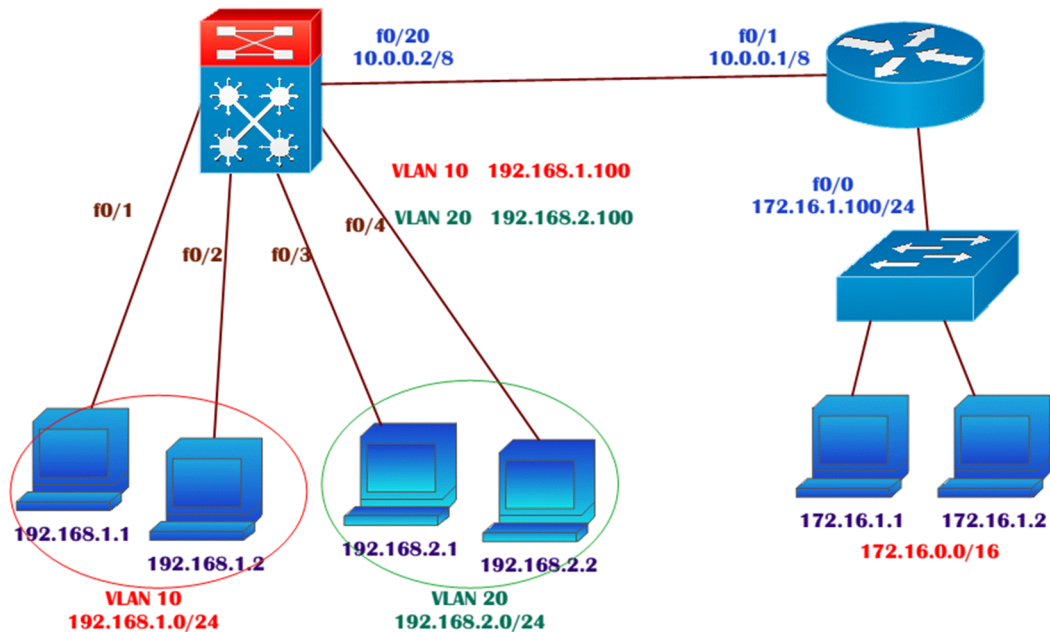 f0/20
10.0.0.2/8
f0/1
10.0.0.1/8
VLAN 10 192.168.1.100
VLAN 20 192.168.2.100
f0/0
172.16.1.100/24
f0/1
f0/2
f0/3
f0/4
192.168.1.1
192.168.1.2
192.168.2.1
192.168.2.2
172.16.1.1
172.16.1.2
172.16.0.0/16
VLAN 10
192.168.1.0/24
VLAN 20
192.168.2.0/24